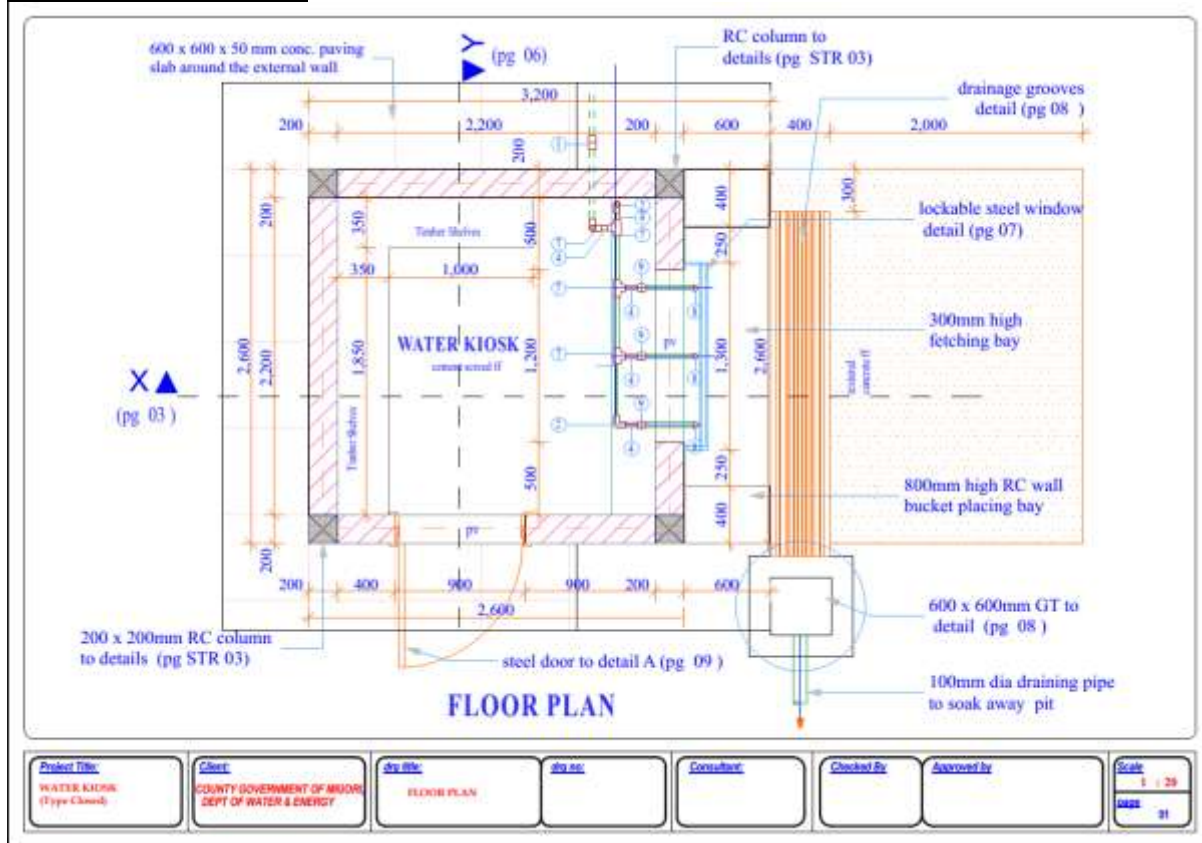 600 x 600 x 50 mm conc. paving
slab around the external wall
Y
(pg 06)
RC column to
details (pg STR 03)
drainage grooves
detail (pg 08 )
3,200
200
2,200
200
600
400
2,000
200
1
300
400
200
350
500
Timber Shelves
lockable steel window
detail (pg 07)
250
350
1,000
2,600
2,200
1,850
WATER KIOSK
cement screed ff
1,200
pv
1,300
2,600
300mm high
fetching bay
X
(pg 03 )
Timber Shelves
500
250
800mm high RC wall
bucket placing bay
400
pv
200
200
400
900
900
200
600
2,600
600 x 600mm GT to
detail (pg 08 )
200 x 200mm RC column
to details (pg STR 03)
steel door to detail A (pg 09 )
100mm dia draining pipe
to soak away pit
FLOOR PLAN
Project Title:
WATER KIOSK
(Type Closed)
Client:
COUNTY GOVERNMENT OF MIGORI,
DEPT OF WATER & ENERGY
drg title:
FLOOR PLAN
drg no:
Consultant:
Checked By
Approved by
Scale
1 : 20
page
01